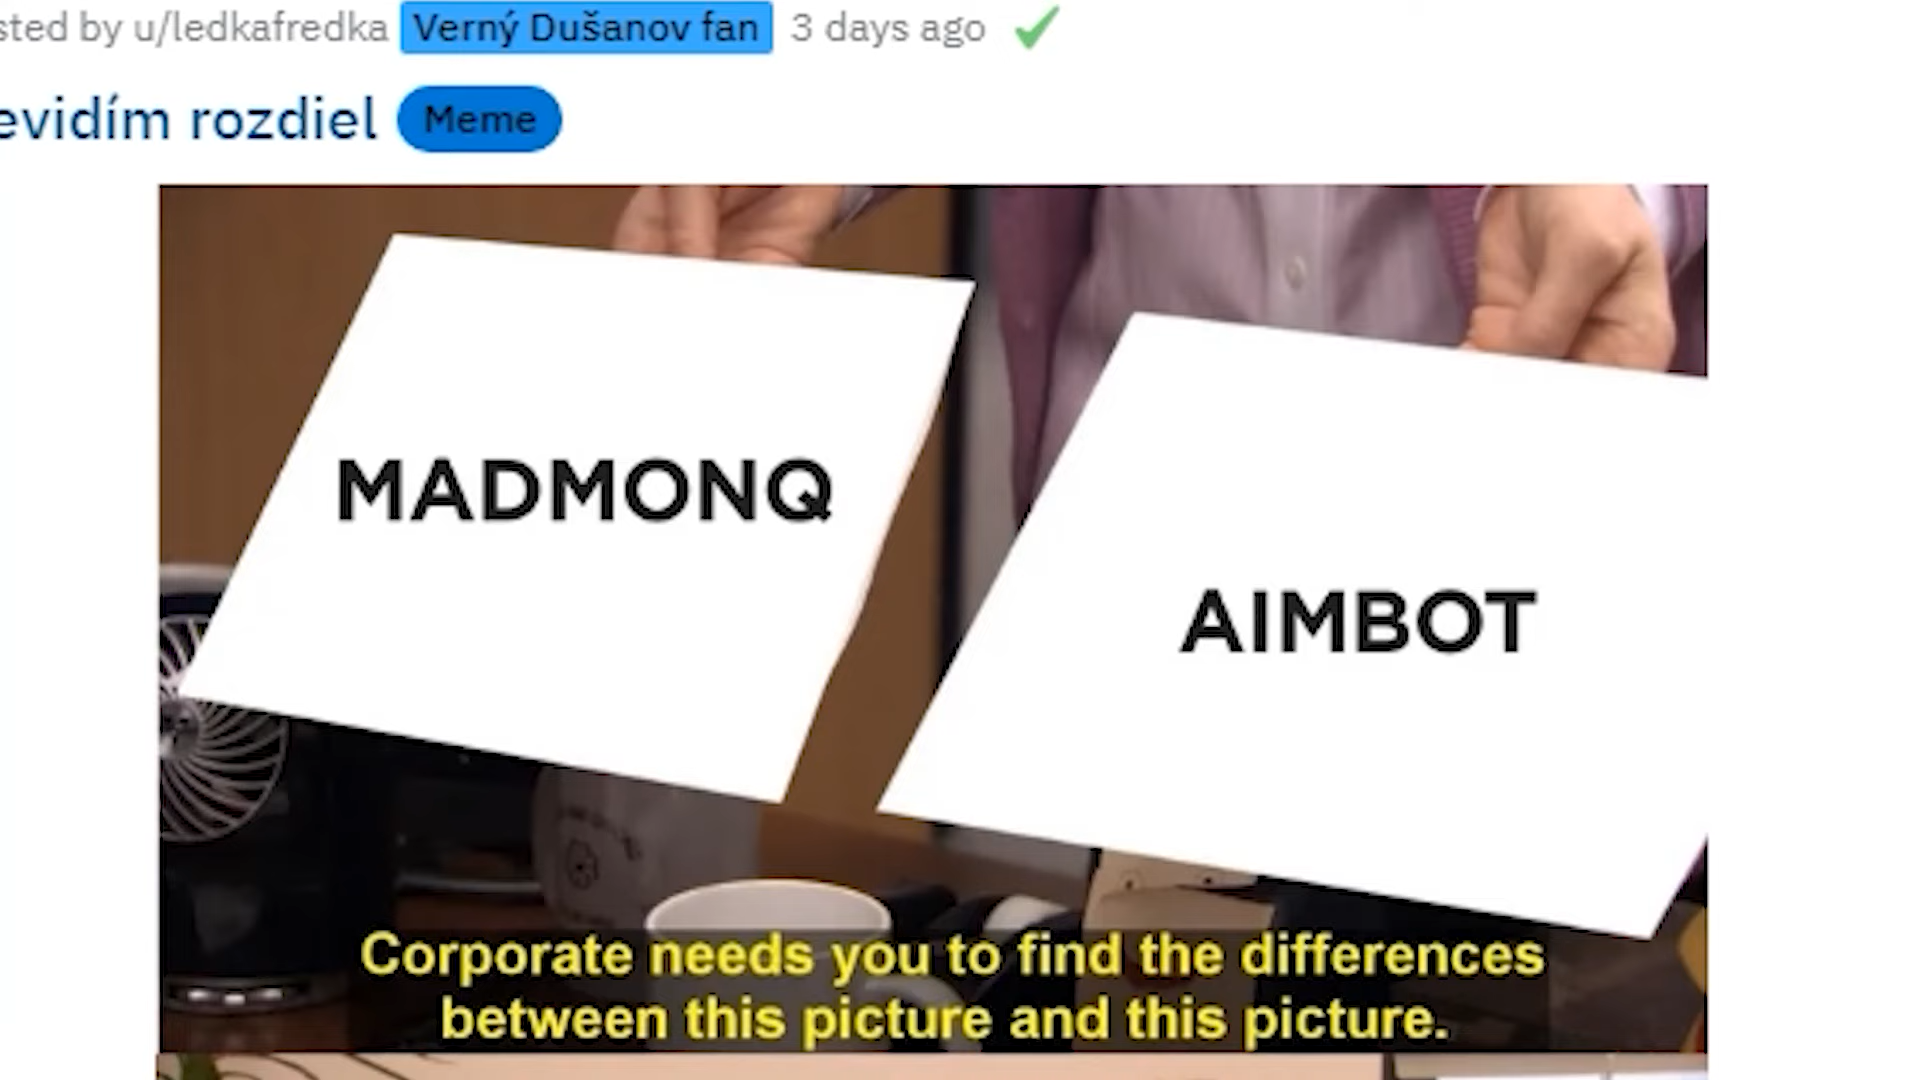 sted by u/ledkafredka Verný Dušanov fan 3 days ago
evidím rozdiel Meme
MADMONQ
AIMBOT
Corporate needs you to find the differences
between this picture and this picture.